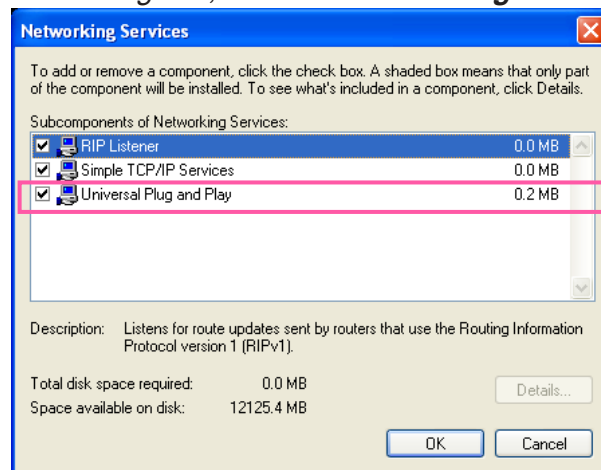 Networking Services
To add or remove a component, click the check box. A shaded box means that only part
of the component will be installed. To see what's included in a component, click Details.
Subcomponents of Networking Services:
RIP Listener 0.0 MB
Simple TCP/IP Services 0.0 MB
Universal Plug and Play 0.2 MB
Description: Listens for route updates sent by routers that use the Routing Information
Protocol version 1 (RIPv1).
Total disk space required: 0.0 MB
Details...
Space available on disk: 12125.4 MB
OK Cancel